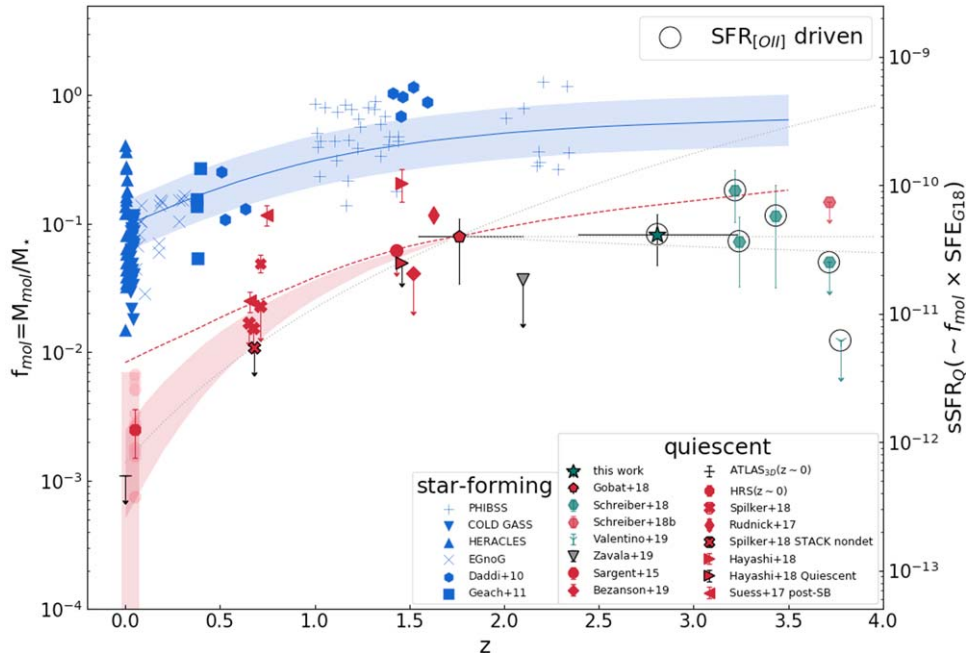 SFR[OII] driven
10⁰
10⁻¹
10⁻²
10⁻³
10⁻⁴
fmol=Mmol/M⋆
10⁻⁹
10⁻¹⁰
10⁻¹¹
10⁻¹²
10⁻¹³
sSFRQ(~ fmol × SFEG18)
star-forming
PHIBSS
COLD GASS
HERACLES
EGnoG
Daddi+10
Geach+11
quiescent
this work
Gobat+18
Schreiber+18
Schreiber+18b
Valentino+19
Zavala+19
Sargent+15
Bezanson+19
ATLAS3D(z ~ 0)
HRS(z ~ 0)
Spilker+18
Rudnick+17
Spilker+18 STACK nondet
Hayashi+18
Hayashi+18 Quiescent
Suess+17 post-SB
0.0 0.5 1.0 1.5 2.0 2.5 3.0 3.5 4.0
z